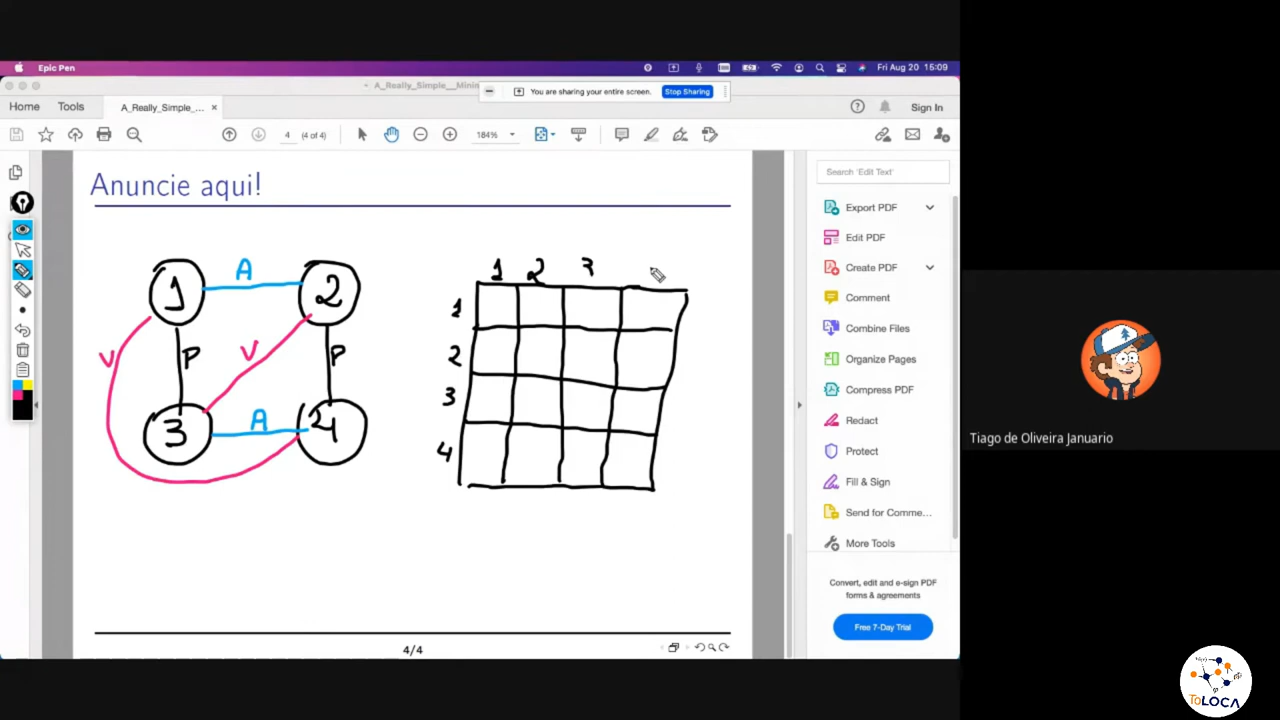 Epic Pen
Fri Aug 20 15:09
A_Really_Simple__Minin
You are sharing your entire screen.
Stop Sharing
Home
Tools
A_Really_Simple_...
Sign In
4
(4 of 4)
184%
Anuncie aqui!
Search 'Edit Text'
Export PDF
Edit PDF
Create PDF
Comment
Combine Files
Organize Pages
Compress PDF
Redact
Protect
Fill & Sign
Send for Comme...
More Tools
Convert, edit and e-sign PDF
forms & agreements
Free 7-Day Trial
1 A 2
V P V P
3 A 4
1 2 3
1
2
3
4
4/4
Tiago de Oliveira Januario
ToLOCA